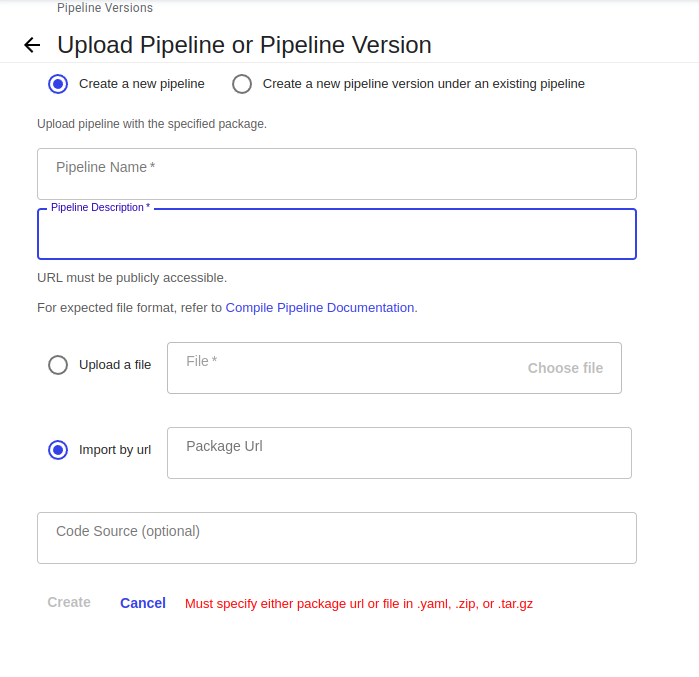 Pipeline Versions
Upload Pipeline or Pipeline Version
Create a new pipeline
Create a new pipeline version under an existing pipeline
Upload pipeline with the specified package.
Pipeline Name *
Pipeline Description *
URL must be publicly accessible.
For expected file format, refer to Compile Pipeline Documentation.
Upload a file
File *
Choose file
Import by url
Package Url
Code Source (optional)
Create
Cancel
Must specify either package url or file in .yaml, .zip, or .tar.gz